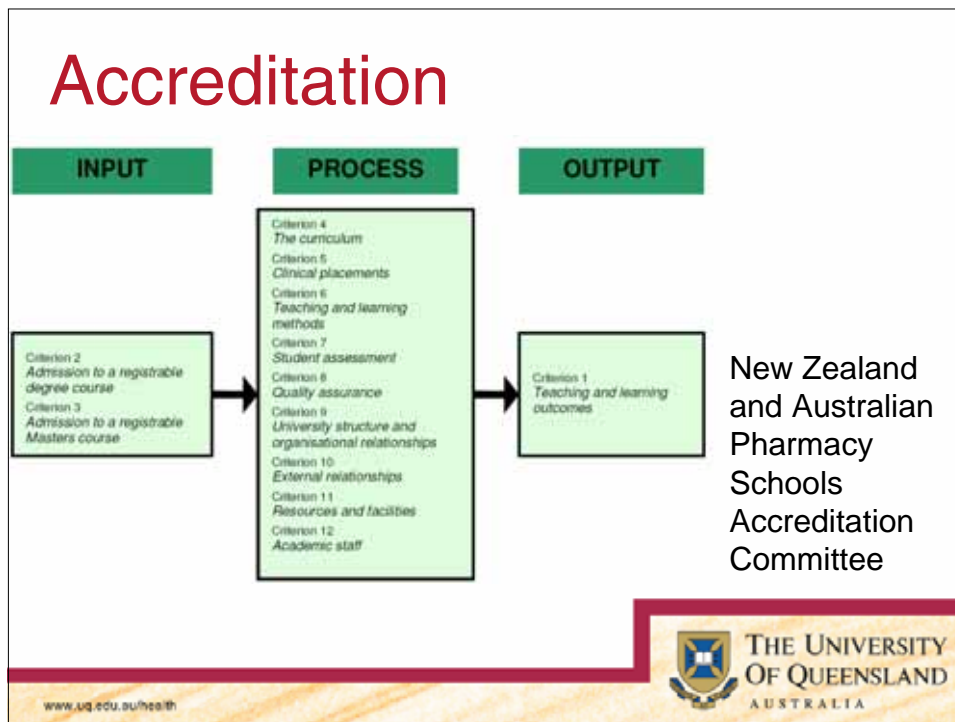 Accreditation
INPUT
PROCESS
OUTPUT
Criterion 2
Admission to a registrable
degree course
Criterion 3
Admission to a registrable
Masters course
Criterion 4
The curriculum
Criterion 5
Clinical placements
Criterion 6
Teaching and learning
methods
Criterion 7
Student assessment
Criterion 8
Quality assurance
Criterion 9
University structure and
organisational relationships
Criterion 10
External relationships
Criterion 11
Resources and facilities
Criterion 12
Academic staff
Criterion 1
Teaching and learning
outcomes
New Zealand
and Australian
Pharmacy
Schools
Accreditation
Committee
www.uq.edu.au/health
THE UNIVERSITY
OF QUEENSLAND
AUSTRALIA